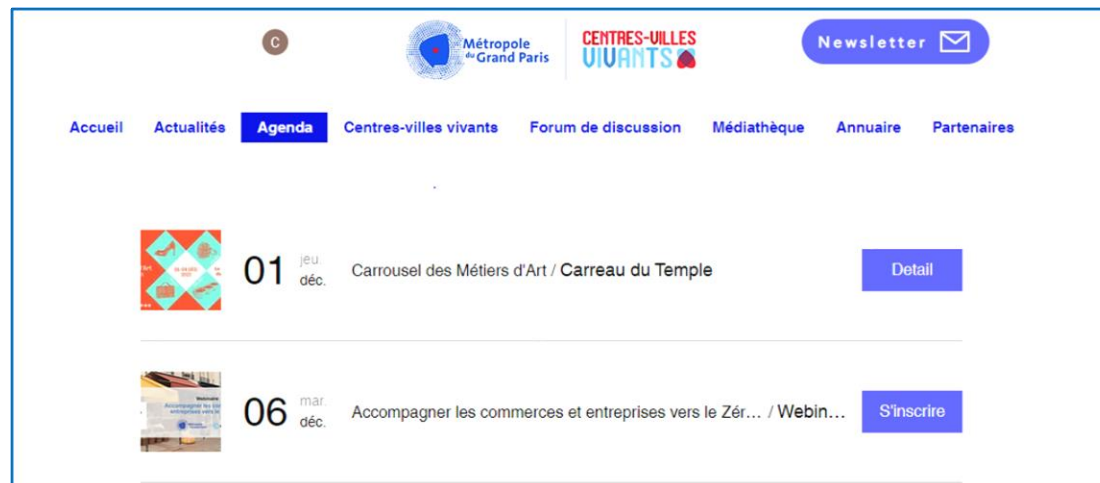 C
Métropole
du Grand Paris
CENTRES-VILLES
VIVANTS
Newsletter
Accueil Actualités Agenda Centres-villes vivants Forum de discussion Médiathèque Annuaire Partenaires
01 jeu. déc. Carrousel des Métiers d'Art / Carreau du Temple Detail
Webinaire
06 mar. déc. Accompagner les commerces et entreprises vers le Zér... / Webin... S'inscrire